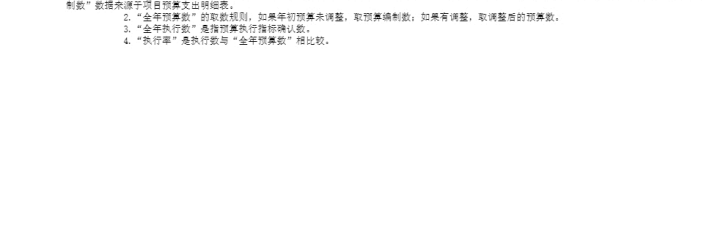 制数”数据来源于项目预算支出明细表。
2.“全年预算数”的取数规则，如果年初预算未调整，取预算编制数；如果有调整，取调整后的预算数。
3.“全年执行数”是指预算执行指标确认数。
4.“执行率”是执行数与“全年预算数”相比较。